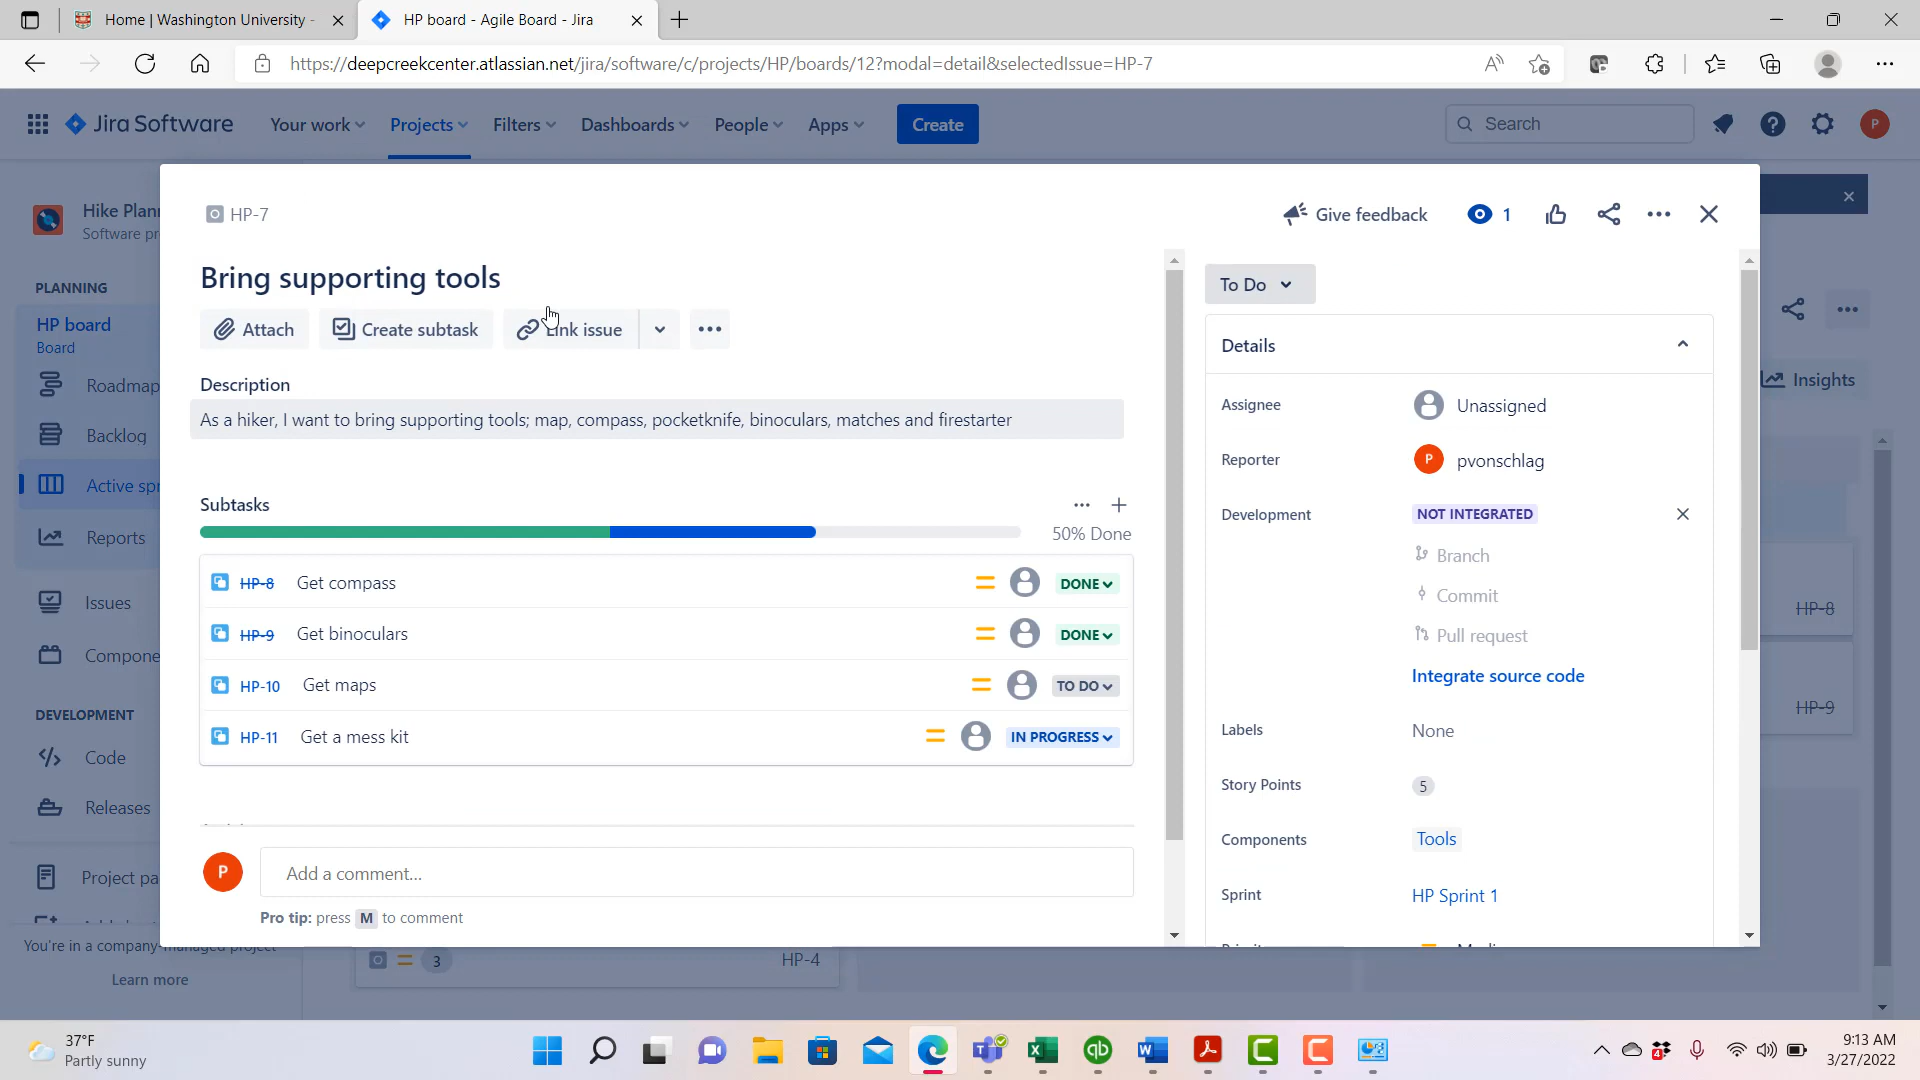 Home | Washington University -
HP board - Agile Board - Jira
https://deepcreekcenter.atlassian.net/jira/software/c/projects/HP/boards/12?modal=detail&selectedIssue=HP-7
Jira Software
Your work
Projects
Filters
Dashboards
People
Apps
Create
Search
P
Hike Plann
Software pr
PLANNING
HP board
Board
Roadmap
Backlog
Active spr
Reports
Issues
Compone
DEVELOPMENT
Code
Releases
Project pa
You're in a company-managed project
Learn more
HP-7
Give feedback
1
Bring supporting tools
Attach
Create subtask
Link issue
Description
As a hiker, I want to bring supporting tools; map, compass, pocketknife, binoculars, matches and firestarter
Subtasks
50% Done
HP-8 Get compass DONE
HP-9 Get binoculars DONE
HP-10 Get maps TO DO
HP-11 Get a mess kit IN PROGRESS
P
Add a comment...
Pro tip: press M to comment
To Do
Details
Assignee Unassigned
Reporter P pvonschlag
Development NOT INTEGRATED
Branch
Commit
Pull request
Integrate source code
Labels None
Story Points 5
Components Tools
Sprint HP Sprint 1
Insights
HP-8
HP-9
3
HP-4
37°F
Partly sunny
4
9:13 AM
3/27/2022